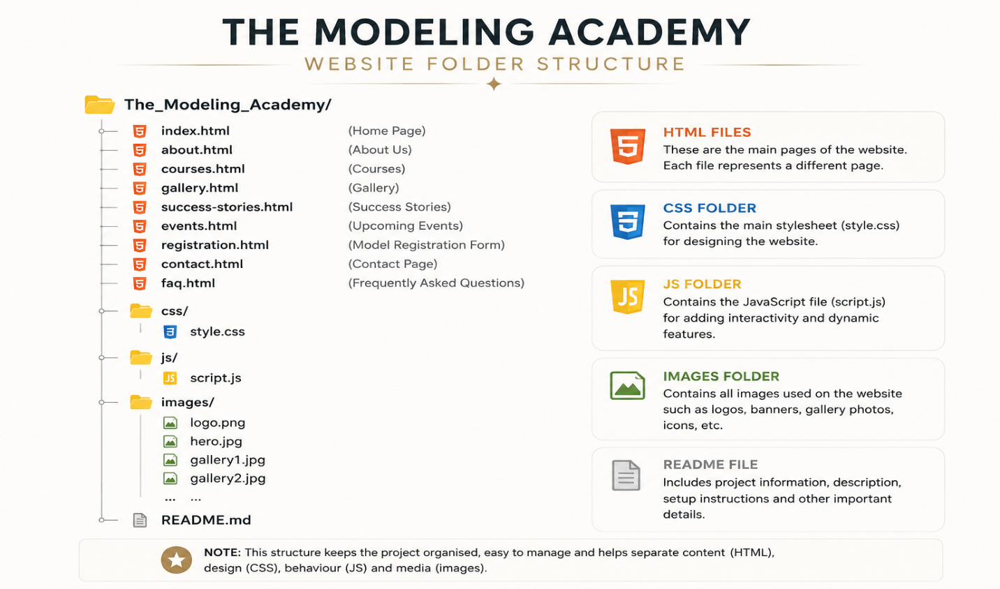 THE MODELING ACADEMY
WEBSITE FOLDER STRUCTURE
The_Modeling_Academy/
index.html (Home Page)
about.html (About Us)
courses.html (Courses)
gallery.html (Gallery)
success-stories.html (Success Stories)
events.html (Upcoming Events)
registration.html (Model Registration Form)
contact.html (Contact Page)
faq.html (Frequently Asked Questions)
css/
style.css
js/
script.js
images/
logo.png
hero.jpg
gallery1.jpg
gallery2.jpg
... ...
README.md
HTML FILES
These are the main pages of the website.
Each file represents a different page.
CSS FOLDER
Contains the main stylesheet (style.css)
for designing the website.
JS
JS FOLDER
Contains the JavaScript file (script.js)
for adding interactivity and dynamic
features.
IMAGES FOLDER
Contains all images used on the website
such as logos, banners, gallery photos,
icons, etc.
README FILE
Includes project information, description,
setup instructions and other important
details.
NOTE: This structure keeps the project organised, easy to manage and helps separate content (HTML),
design (CSS), behaviour (JS) and media (images).